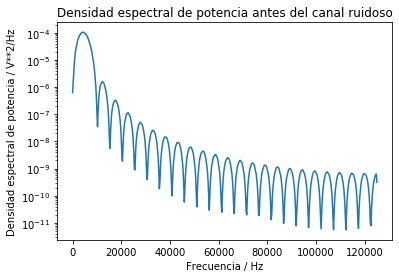 Densidad espectral de potencia antes del canal ruidoso
Densidad espectral de potencia / V**2/Hz
10⁻⁴
10⁻⁵
10⁻⁶
10⁻⁷
10⁻⁸
10⁻⁹
10⁻¹⁰
10⁻¹¹
0 20000 40000 60000 80000 100000 120000
Frecuencia / Hz